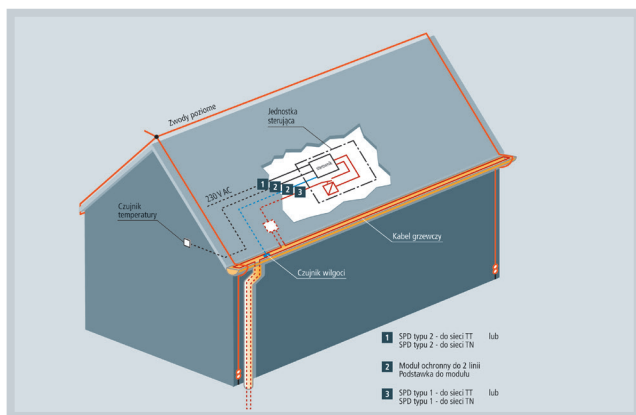 Zwody poziome
Jednostka
sterująca
Sterownik
230 V AC
1 2 2 3
Czujnik
temperatury
Kabel grzewczy
Czujnik wilgoci
1 SPD typu 2 - do sieci TT lub
SPD typu 2 - do sieci TN
2 Moduł ochronny do 2 linii
Podstawka do modułu
3 SPD typu 1 - do sieci TT lub
SPD typu 1 - do sieci TN